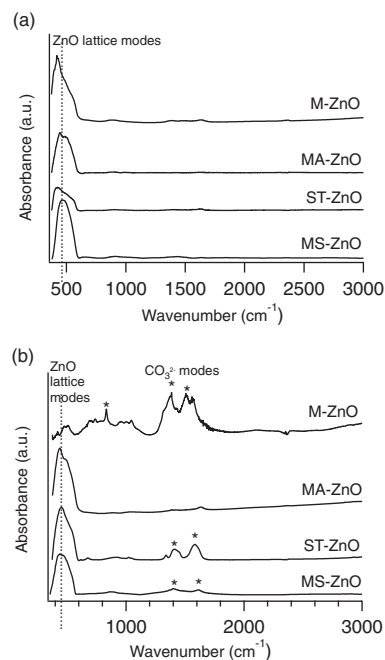 (a)
ZnO lattice modes
M-ZnO
MA-ZnO
ST-ZnO
MS-ZnO
Absorbance (a.u.)
500 1000 1500 2000 2500 3000
Wavenumber (cm⁻¹)
(b)
ZnO
lattice
modes
CO₃²⁻ modes
* * *
M-ZnO
MA-ZnO
* *
ST-ZnO
* *
MS-ZnO
Absorbance (a.u.)
1000 1400 1800 3000
Wavenumber (cm⁻¹)